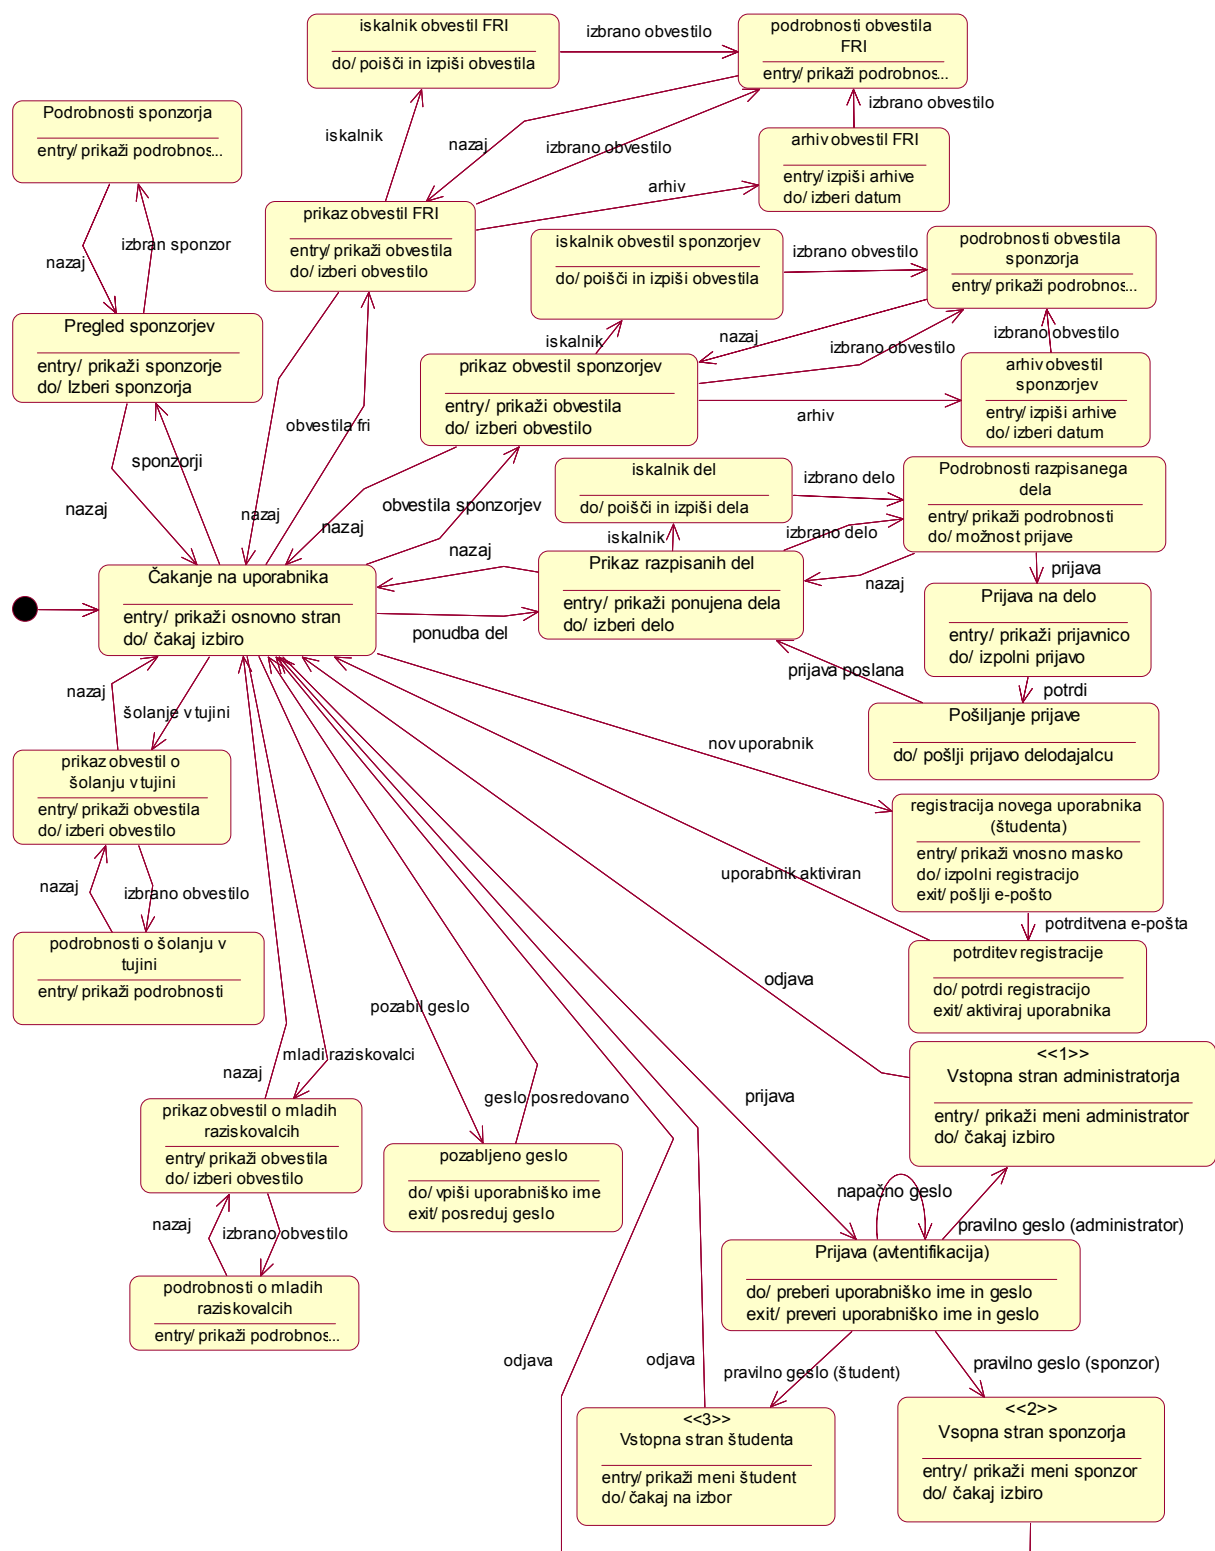 iskalnik obvestil FRI
do/ poišči in izpiši obvestila
izbrano obvestilo
podrobnosti obvestila
FRI
entry/ prikaži podrobnos...
izbrano obvestilo
Podrobnosti sponzorja
entry/ prikaži podrobnos...
iskalnik
nazaj
izbrano obvestilo
arhiv obvestil FRI
entry/ izpiši arhive
do/ izberi datum
arhiv
prikaz obvestil FRI
entry/ prikaži obvestila
do/ izberi obvestilo
izbran sponzor
nazaj
iskalnik obvestil sponzorjev
do/ poišči in izpiši obvestila
izbrano obvestilo
podrobnosti obvestila
sponzorja
entry/ prikaži podrobnos...
Pregled sponzorjev
entry/ prikaži sponzorje
do/ Izberi sponzorja
iskalnik
nazaj
izbrano obvestilo
izbrano obvestilo
prikaz obvestil sponzorjev
entry/ prikaži obvestila
do/ izberi obvestilo
arhiv obvestil
sponzorjev
entry/ izpiši arhive
do/ izberi datum
arhiv
obvestila fri
sponzorji
nazaj
nazaj
nazaj
obvestila sponzorjev
iskalnik del
do/ poišči in izpiši dela
izbrano delo
Podrobnosti razpisanega
dela
entry/ prikaži podrobnosti
do/ možnost prijave
iskalnik
izbrano delo
nazaj
nazaj
prijava
Čakanje na uporabnika
entry/ prikaži osnovno stran
do/ čakaj izbiro
ponudba del
Prikaz razpisanih del
entry/ prikaži ponujena dela
do/ izberi delo
Prijava na delo
entry/ prikaži prijavnico
do/ izpolni prijavo
prijava poslana
potrdi
Pošiljanje prijave
do/ pošlji prijavo delodajalcu
nazaj
šolanje v tujini
nov uporabnik
prikaz obvestil o
šolanju v tujini
entry/ prikaži obvestila
do/ izberi obvestilo
registracija novega uporabnika
(študenta)
entry/ prikaži vnosno masko
do/ izpolni registracijo
exit/ pošlji e-pošto
nazaj
izbrano obvestilo
uporabnik aktiviran
potrditvena e-pošta
podrobnosti o šolanju v
tujini
entry/ prikaži podrobnosti
potrditev registracije
do/ potrdi registracijo
exit/ aktiviraj uporabnika
odjava
pozabil geslo
mladi raziskovalci
nazaj
geslo posredovano
prijava
<<1>>
Vstopna stran administratorja
entry/ prikaži meni administrator
do/ čakaj izbiro
prikaz obvestil o mladih
raziskovalcih
entry/ prikaži obvestila
do/ izberi obvestilo
pozabljeno geslo
do/ vpiši uporabniško ime
exit/ posreduj geslo
napačno geslo
pravilno geslo (administrator)
nazaj
izbrano obvestilo
Prijava (avtentifikacija)
do/ preberi uporabniško ime in geslo
exit/ preveri uporabniško ime in geslo
podrobnosti o mladih
raziskovalcih
entry/ prikaži podrobnos...
odjava
odjava
pravilno geslo (študent)
pravilno geslo (sponzor)
<<3>>
Vstopna stran študenta
entry/ prikaži meni študent
do/ čakaj na izbor
<<2>>
Vsopna stran sponzorja
entry/ prikaži meni sponzor
do/ čakaj izbiro